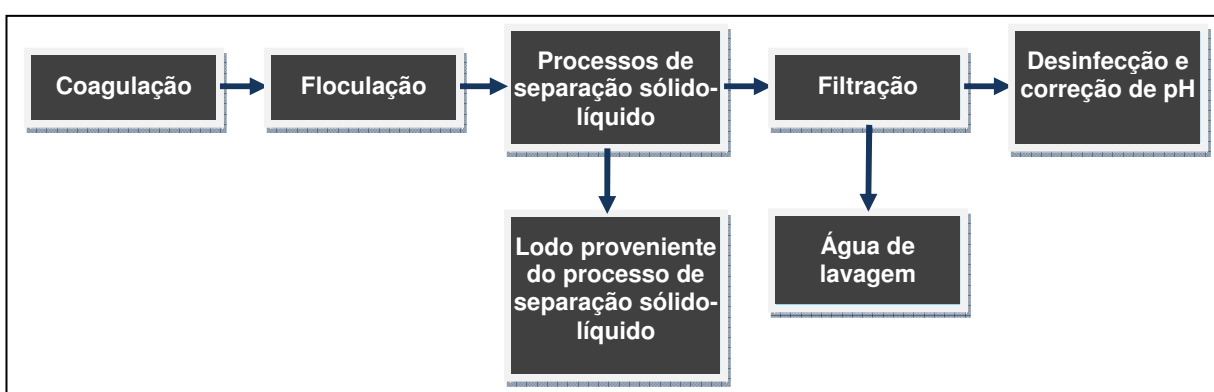 Coagulação
Floculação
Processos de
separação sólido-
líquido
Filtração
Desinfecção e
correção de pH
Lodo proveniente
do processo de
separação sólido-
líquido
Água de
lavagem